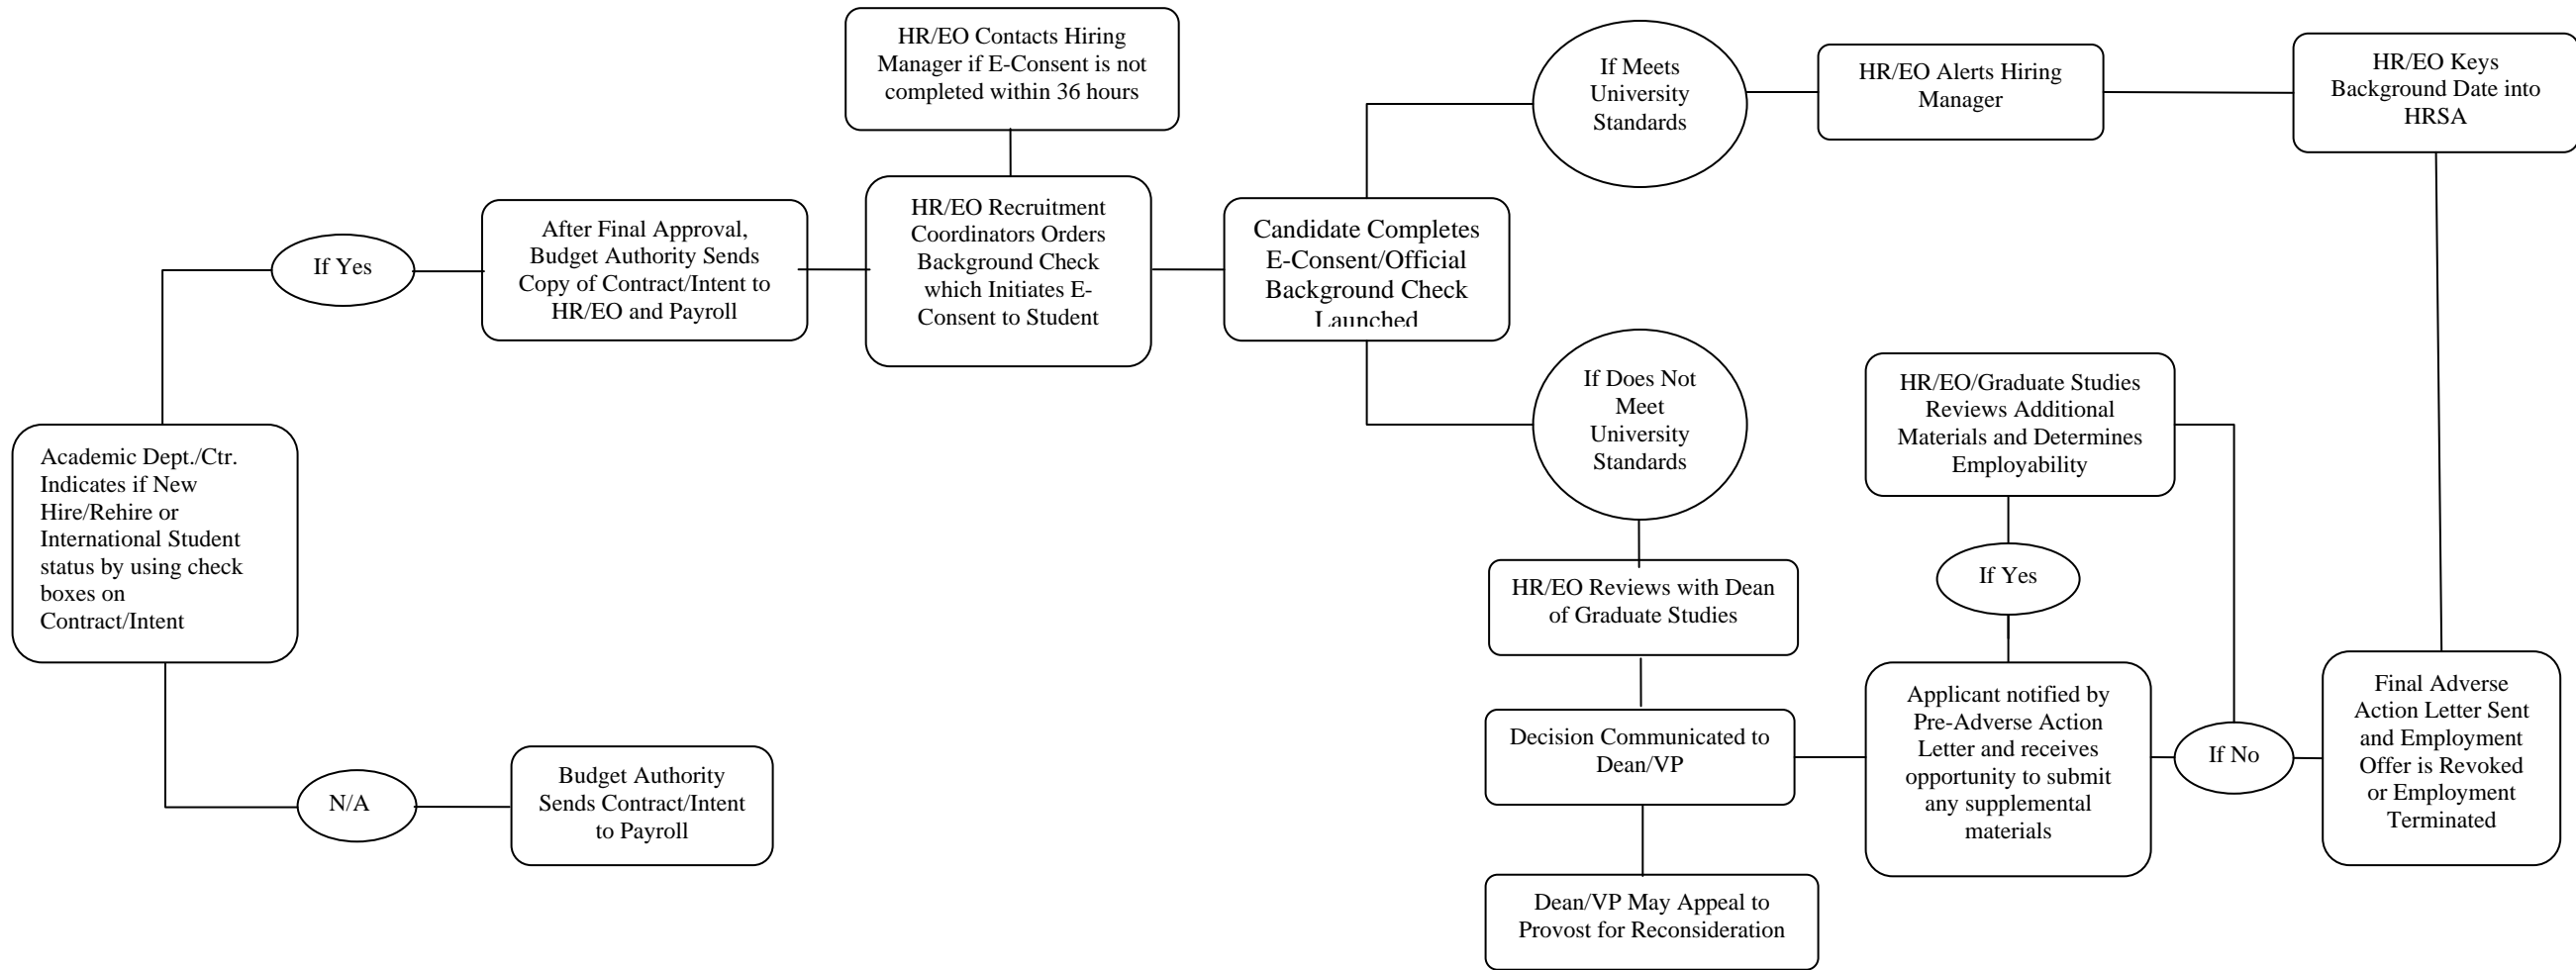 HR/EO Contacts Hiring
Manager if E-Consent is not
completed within 36 hours
If Meets
University
Standards
HR/EO Alerts Hiring
Manager
HR/EO Keys
Background Date into
HRSA
If Yes
After Final Approval,
Budget Authority Sends
Copy of Contract/Intent to
HR/EO and Payroll
HR/EO Recruitment
Coordinators Orders
Background Check
which Initiates E-
Consent to Student
Candidate Completes
E-Consent/Official
Background Check
Launched
If Does Not
Meet
University
Standards
HR/EO/Graduate Studies
Reviews Additional
Materials and Determines
Employability
Academic Dept./Ctr.
Indicates if New
Hire/Rehire or
International Student
status by using check
boxes on
Contract/Intent
HR/EO Reviews with Dean
of Graduate Studies
If Yes
Decision Communicated to
Dean/VP
Applicant notified by
Pre-Adverse Action
Letter and receives
opportunity to submit
any supplemental
materials
If No
Final Adverse
Action Letter Sent
and Employment
Offer is Revoked
or Employment
Terminated
N/A
Budget Authority
Sends Contract/Intent
to Payroll
Dean/VP May Appeal to
Provost for Reconsideration